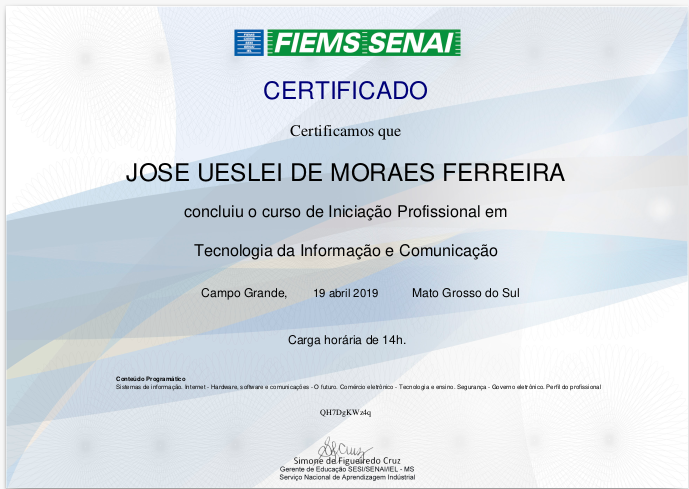 FIEMS SENAI
CERTIFICADO
Certificamos que
JOSE UESLEI DE MORAES FERREIRA
concluiu o curso de Iniciação Profissional em
Tecnologia da Informação e Comunicação
Campo Grande, 19 abril 2019 Mato Grosso do Sul
Carga horária de 14h.
Conteúdo Programático
Sistemas de informação. Internet - Hardware, software e comunicações - O futuro. Comércio eletrônico - Tecnologia e ensino. Segurança - Governo eletrônico. Perfil do profissional
QH7DgKWz4q
Simone de Figueiredo Cruz
Gerente de Educação SESI/SENAI/IEL - MS
Serviço Nacional de Aprendizagem Indústrial